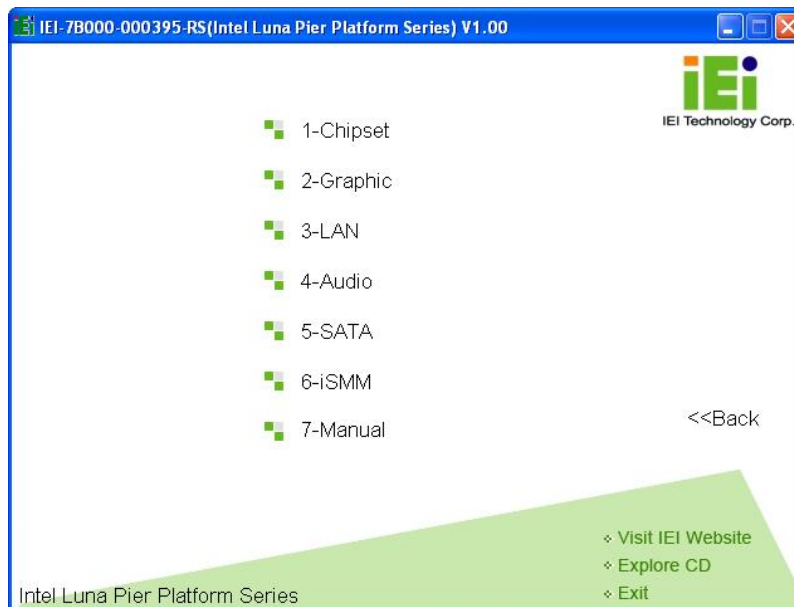 iEi IEI-7B000-000395-RS(Intel Luna Pier Platform Series) V1.00
iEi
IEI Technology Corp.
1-Chipset
2-Graphic
3-LAN
4-Audio
5-SATA
6-iSMM
7-Manual
<<Back
Visit IEI Website
Explore CD
Exit
Intel Luna Pier Platform Series